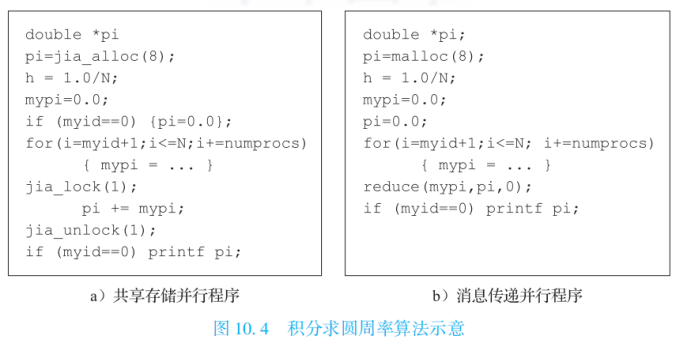 double *pi
pi=jia_alloc(8);
h = 1.0/N;
mypi=0.0;
if (myid==0) {pi=0.0};
for(i=myid+1;i<=N;i+=numprocs)
{ mypi = ... }
jia_lock(1);
pi += mypi;
jia_unlock(1);
if (myid==0) printf pi;
a）共享存储并行程序
double *pi;
pi=malloc(8);
h = 1.0/N;
mypi=0.0;
pi=0.0;
for(i=myid+1;i<=N; i+=numprocs)
{ mypi = ... }
reduce(mypi,pi,0);
if (myid==0) printf pi;
b）消息传递并行程序
图 10.4 积分求圆周率算法示意